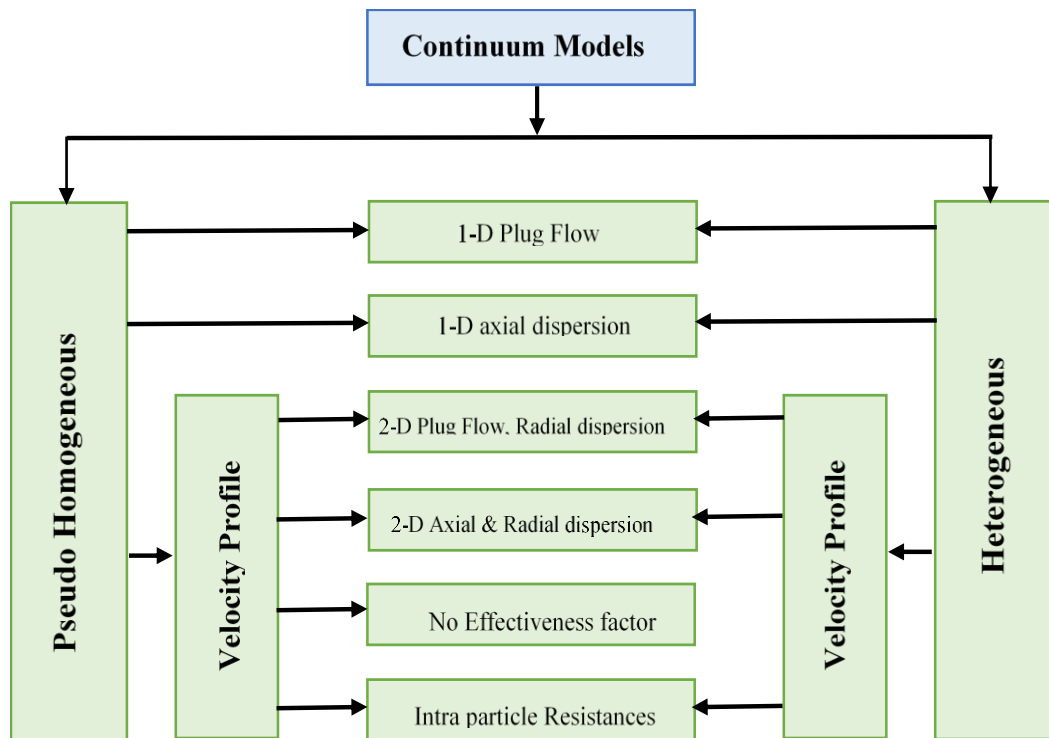 Continuum Models
Pseudo Homogeneous
Velocity Profile
1-D Plug Flow
1-D axial dispersion
2-D Plug Flow, Radial dispersion
2-D Axial & Radial dispersion
No Effectiveness factor
Intra particle Resistances
Velocity Profile
Heterogeneous